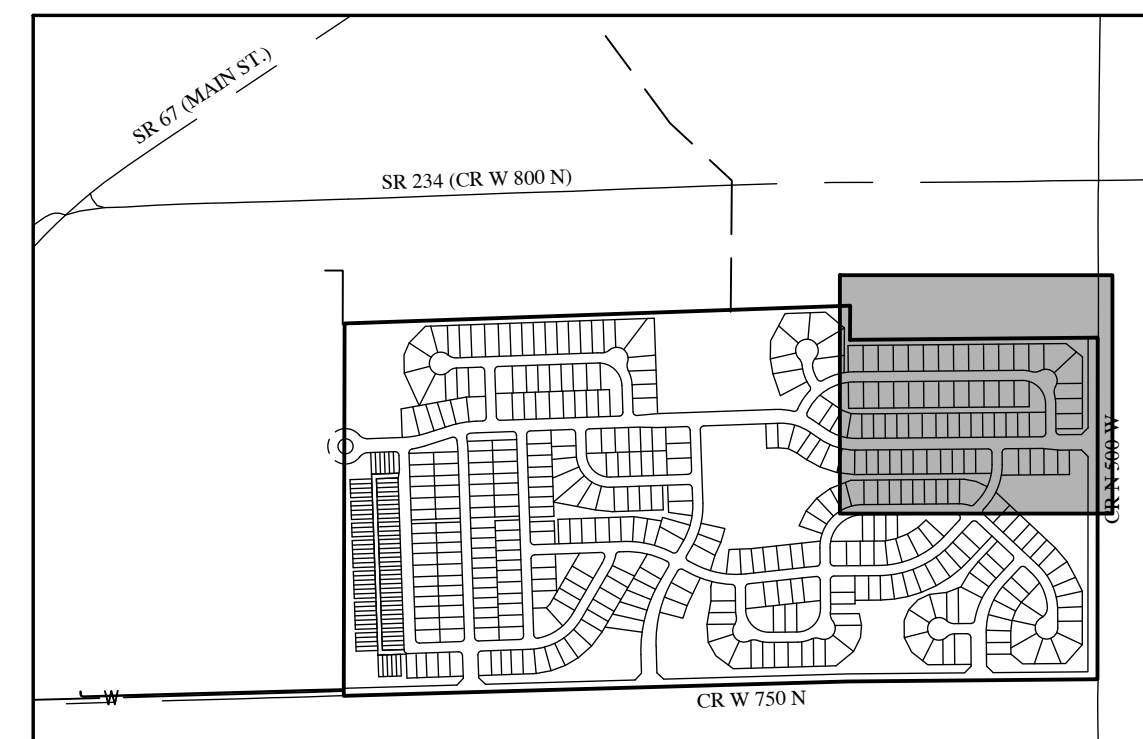 SR 67 (MAIN ST.)
SR 234 (CR W 800 N)
CR N 500 W
W
CR W 750 N